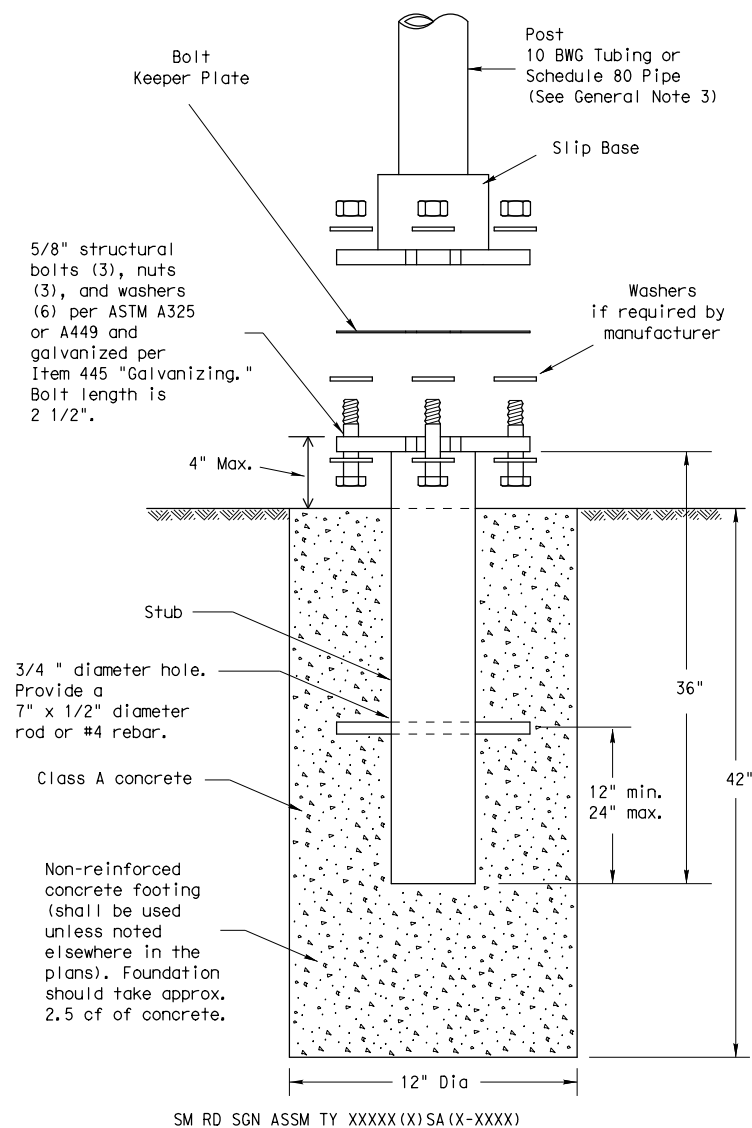 Post
10 BWG Tubing or
Schedule 80 Pipe
(See General Note 3)
Bolt
Keeper Plate
Slip Base
5/8" structural
bolts (3), nuts
(3), and washers
(6) per ASTM A325
or A449 and
galvanized per
Item 445 "Galvanizing."
Bolt length is
2 1/2".
Washers
if required by
manufacturer
4" Max.
Stub
3/4 " diameter hole.
Provide a
7" x 1/2" diameter
rod or #4 rebar.
36"
Class A concrete
12" min.
24" max.
42"
Non-reinforced
concrete footing
(shall be used
unless noted
elsewhere in the
plans). Foundation
should take approx.
2.5 cf of concrete.
12" Dia
SM RD SGN ASSM TY XXXXX(X)SA(X-XXXX)